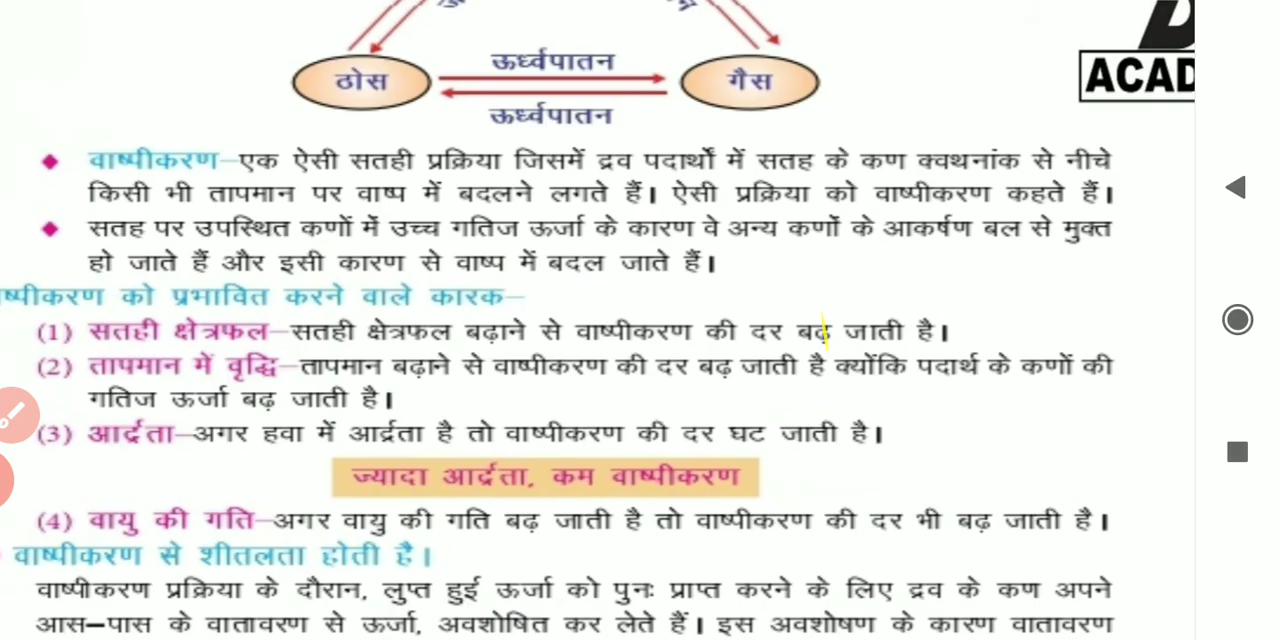 ऊर्ध्वपातन
ठोस
गैस
ऊर्ध्वपातन
ACAD
वाष्पीकरण–एक ऐसी सतही प्रक्रिया जिसमें द्रव पदार्थों में सतह के कण क्वथनांक से नीचे
किसी भी तापमान पर वाष्प में बदलने लगते हैं। ऐसी प्रक्रिया को वाष्पीकरण कहते हैं।
सतह पर उपस्थित कणों में उच्च गतिज ऊर्जा के कारण वे अन्य कणों के आकर्षण बल से मुक्त
हो जाते हैं और इसी कारण से वाष्प में बदल जाते हैं।
ष्पीकरण को प्रभावित करने वाले कारक–
(1) सतही क्षेत्रफल–सतही क्षेत्रफल बढ़ाने से वाष्पीकरण की दर बढ़ जाती है।
(2) तापमान में वृद्धि–तापमान बढ़ाने से वाष्पीकरण की दर बढ़ जाती है क्योंकि पदार्थ के कणों की
गतिज ऊर्जा बढ़ जाती है।
(3) आर्द्रता–अगर हवा में आर्द्रता है तो वाष्पीकरण की दर घट जाती है।
ज्यादा आर्द्रता, कम वाष्पीकरण
(4) वायु की गति–अगर वायु की गति बढ़ जाती है तो वाष्पीकरण की दर भी बढ़ जाती है।
वाष्पीकरण से शीतलता होती है।
वाष्पीकरण प्रक्रिया के दौरान, लुप्त हुई ऊर्जा को पुनः प्राप्त करने के लिए द्रव के कण अपने
आस–पास के वातावरण से ऊर्जा, अवशोषित कर लेते हैं। इस अवशोषण के कारण वातावरण